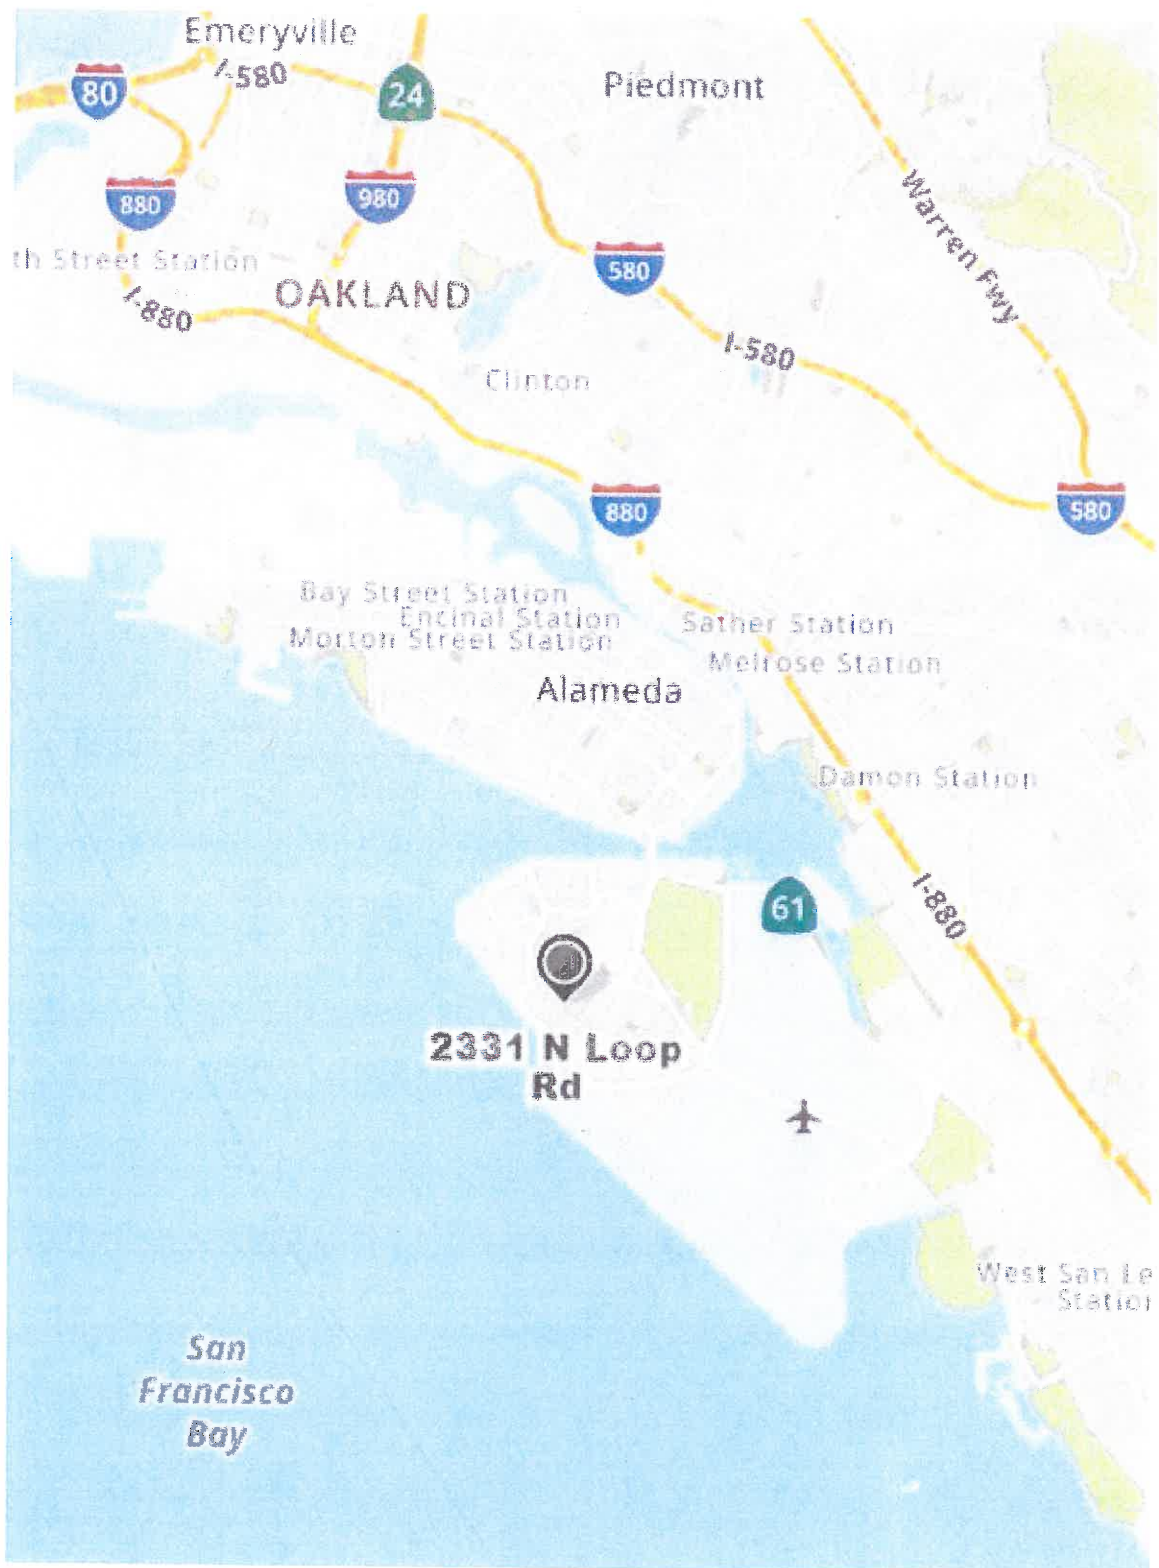 Emeryville
I-580
80
24
Piedmont
880
980
Warren Fwy
th Street Station
580
OAKLAND
I-880
I-580
Clinton
880
580
Bay Street Station
Encinal Station
Morton Street Station
Sather Station
Melrose Station
Alameda
Damon Station
61
I-880
2331 N Loop
Rd
West San Le
Station
San
Francisco
Bay